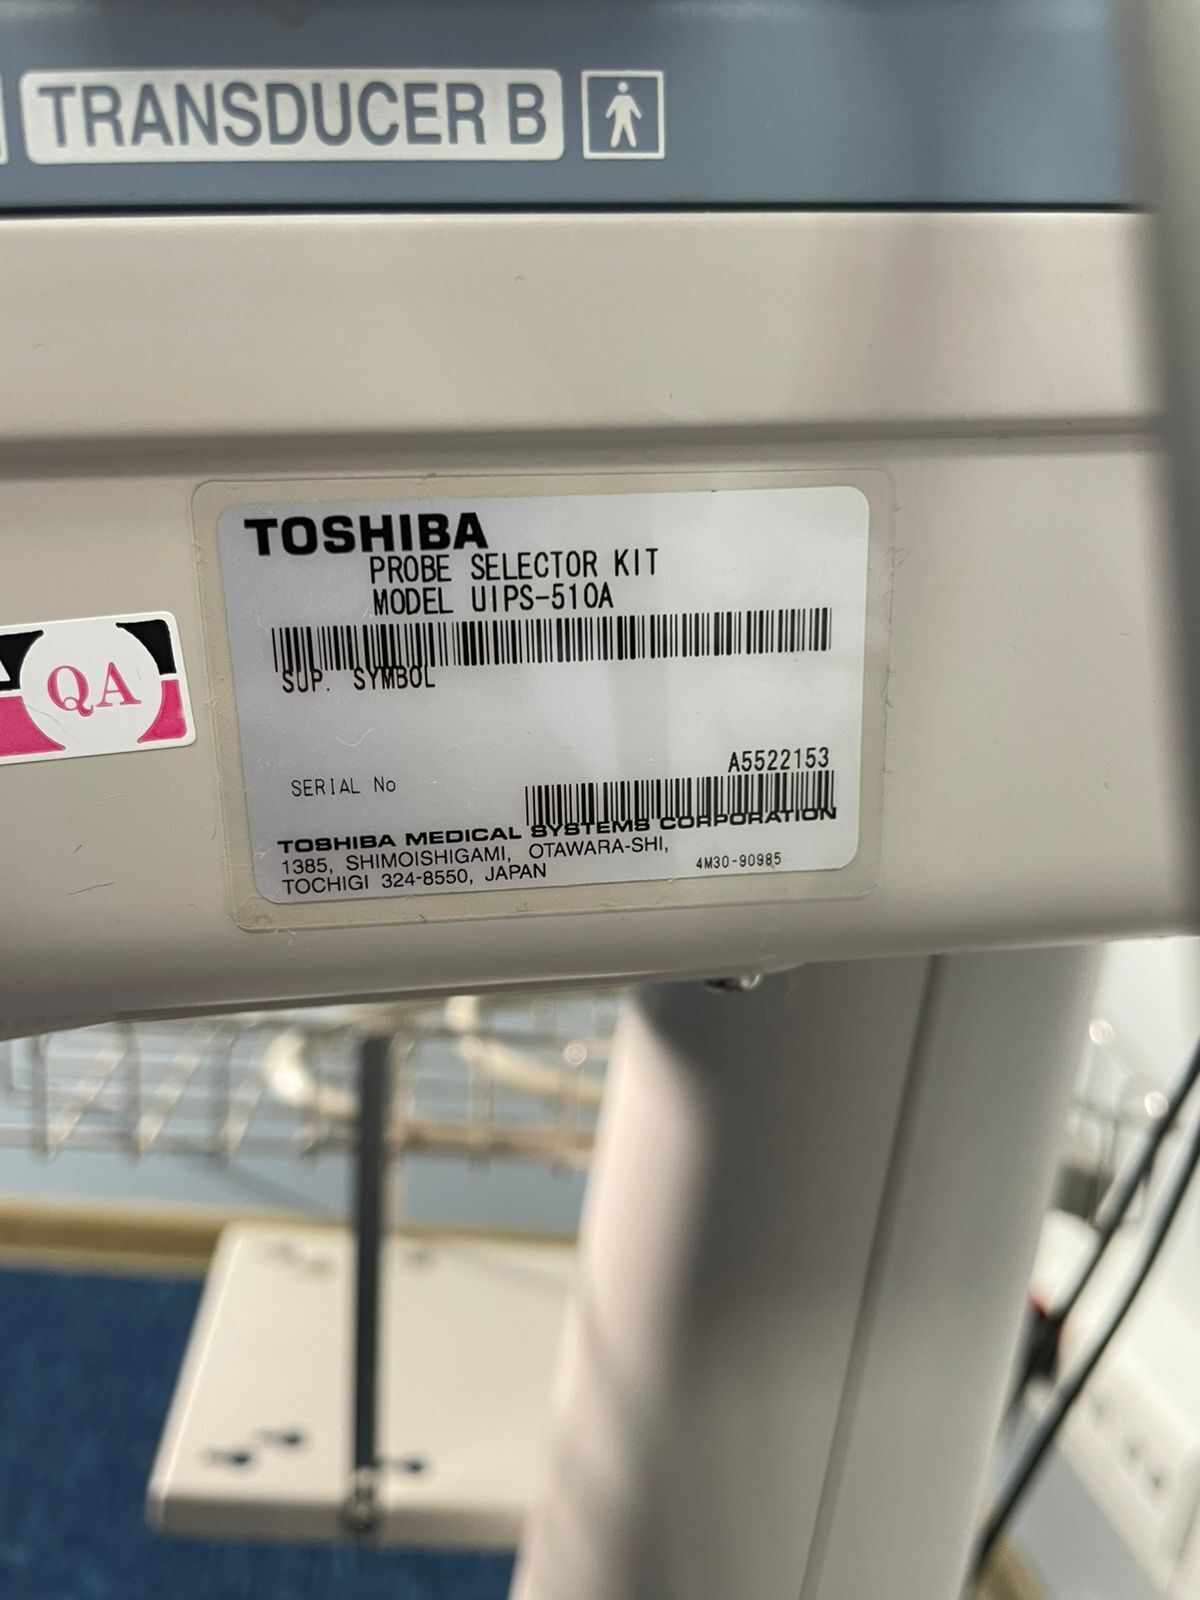 TRANSDUCER B
TOSHIBA
PROBE SELECTOR KIT
MODEL UIPS-510A
SUP. SYMBOL
QA
A5522153
SERIAL No
TOSHIBA MEDICAL SYSTEMS CORPORATION
1385, SHIMOISHIGAMI, OTAWARA-SHI,
TOCHIGI 324-8550, JAPAN
4M30-90985